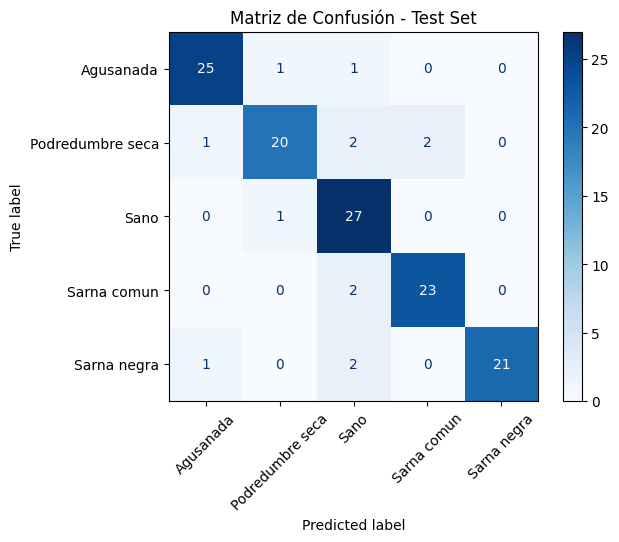 Matriz de Confusión - Test Set
True label
Agusanada 25 1 1 0 0
Podredumbre seca 1 20 2 2 0
Sano 0 1 27 0 0
Sarna comun 0 0 2 23 0
Sarna negra 1 0 2 0 21
Agusanada Podredumbre seca Sano Sarna comun Sarna negra
Predicted label
25
20
15
10
5
0